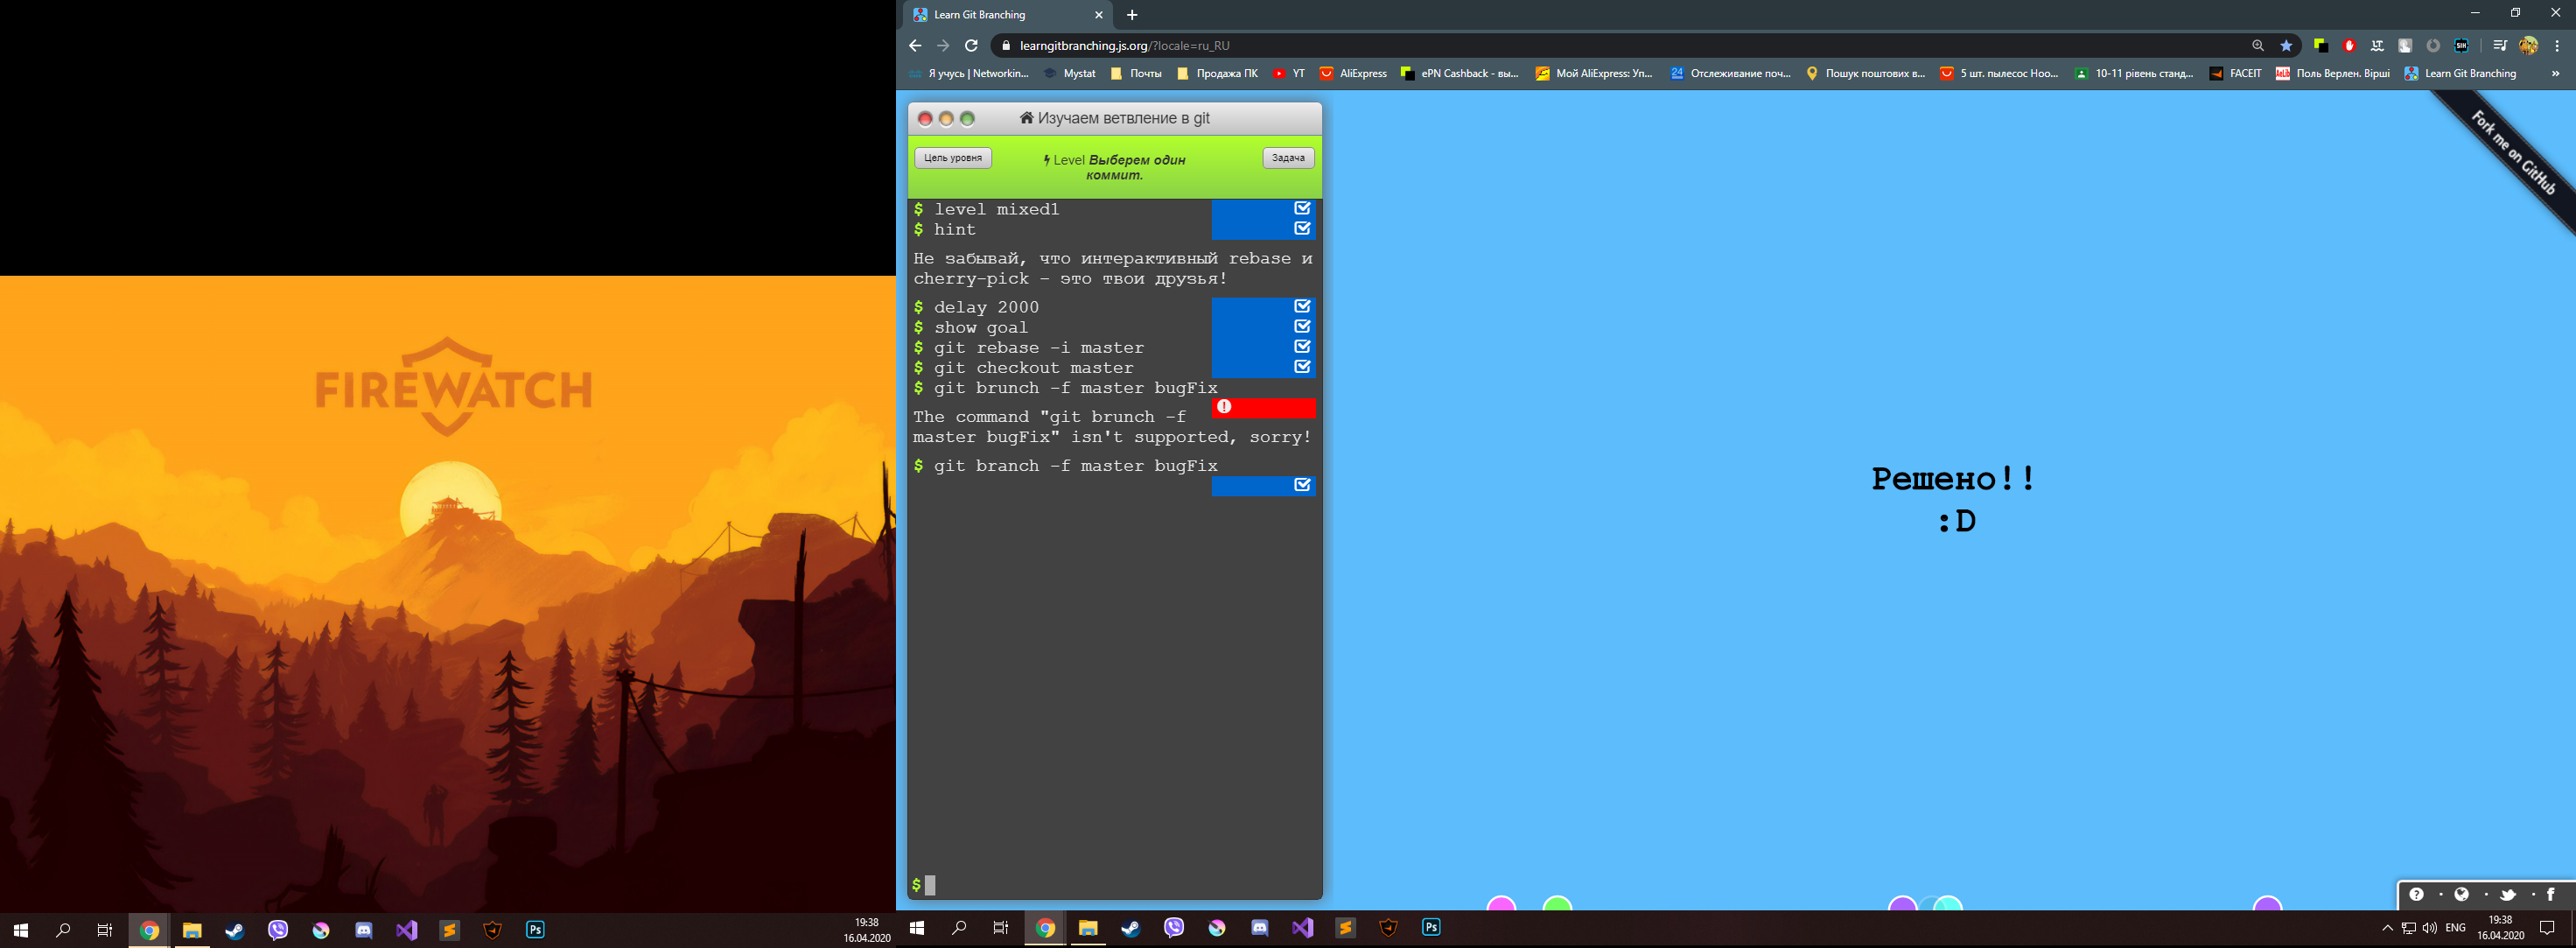 FIREWATCH
19:38
16.04.2020
Ps
Learn Git Branching
learngitbranching.js.org/?locale=ru_RU
Я учусь | Networkin...
Mystat
Почты
Продажа ПК
YT
AliExpress
ePN Cashback - вы...
Мой AliExpress: Уп...
24
Отслеживание поч...
Пошук поштових в...
5 шт. пылесос Hoo...
10-11 рівень станд...
FACEIT
Поль Верлен. Вірші
Learn Git Branching
»
Изучаем ветвление в git
Цель уровня
Level Выберем один
коммит.
Задача
$ level mixed1
$ hint
Не забывай, что интерактивный rebase и
cherry-pick – это твои друзья!
$ delay 2000
$ show goal
$ git rebase -i master
$ git checkout master
$ git brunch -f master bugFix
The command "git brunch -f
master bugFix" isn't supported, sorry!
$ git branch -f master bugFix
$
Решено!!
:D
Fork me on GitHub
Ps
ENG
19:38
16.04.2020